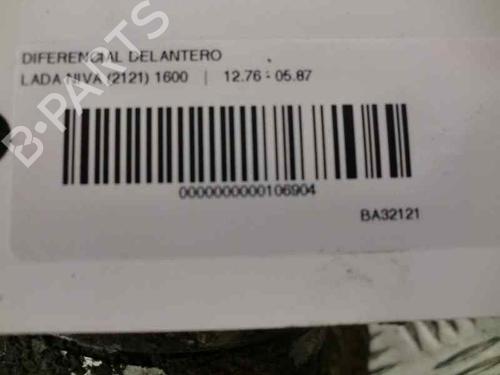 DIFERENCIAL DELANTERO
LADA NIVA (2121) 1600 | 12.76 - 05.87
0000000000106904
BA32121
B-PARTS